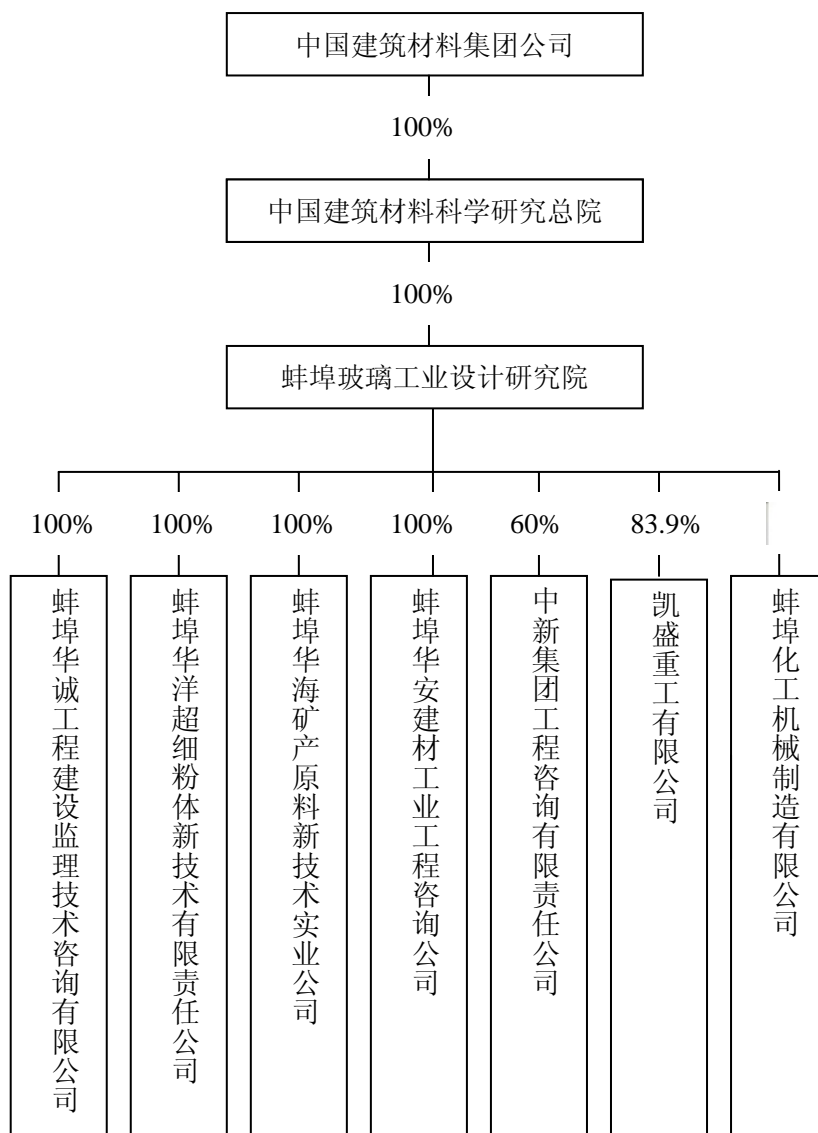 中国建筑材料集团公司
100%
中国建筑材料科学研究总院
100%
蚌埠玻璃工业设计研究院
100%
100%
100%
100%
60%
83.9%
蚌埠华诚工程建设监理技术咨询有限公司
蚌埠华洋超细粉体新技术有限责任公司
蚌埠华海矿产原料新技术实业公司
蚌埠华安建材工业工程咨询公司
中新集团工程咨询有限责任公司
凯盛重工有限公司
蚌埠化工机械制造有限公司